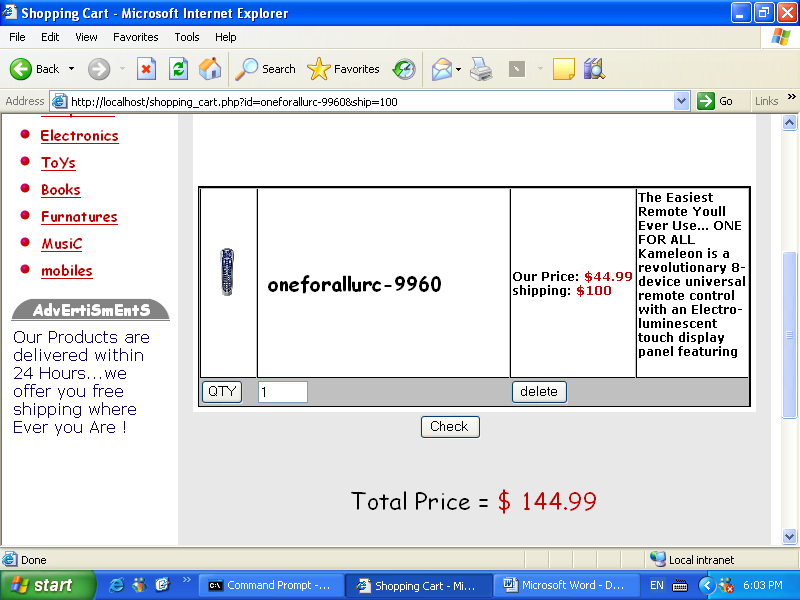 Shopping Cart - Microsoft Internet Explorer
File Edit View Favorites Tools Help
Back Search Favorites
Address http://localhost/shopping_cart.php?id=oneforallurc-9960&ship=100 Go Links »
Electronics
ToYs
Books
Furnatures
MusiC
mobiles
AdvErtiSmEntS
Our Products are
delivered within
24 Hours...we
offer you free
shipping where
Ever you Are !
oneforallurc-9960
Our Price: $44.99
shipping: $100
The Easiest
Remote Youll
Ever Use... ONE
FOR ALL
Kameleon is a
revolutionary 8-
device universal
remote control
with an Electro-
luminescent
touch display
panel featuring
QTY 1 delete
Check
Total Price = $ 144.99
Done Local intranet
start » Command Prompt - ... Shopping Cart - Mi... Microsoft Word - D... EN 6:03 PM